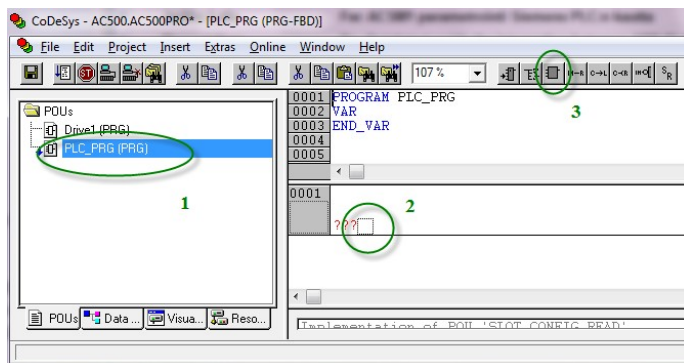 CoDeSys - AC500.AC500PRO* - [PLC_PRG (PRG-FBD)]
File Edit Project Insert Extras Online Window Help
107 %
3
POUs
Drive1 (PRG)
PLC_PRG (PRG)
1
0001 PROGRAM PLC_PRG
0002 VAR
0003 END_VAR
0004
0005
0001
2
???
POUs Data ... Visua... Reso...
Implementation of POU 'SLOT_CONFIG_READ'